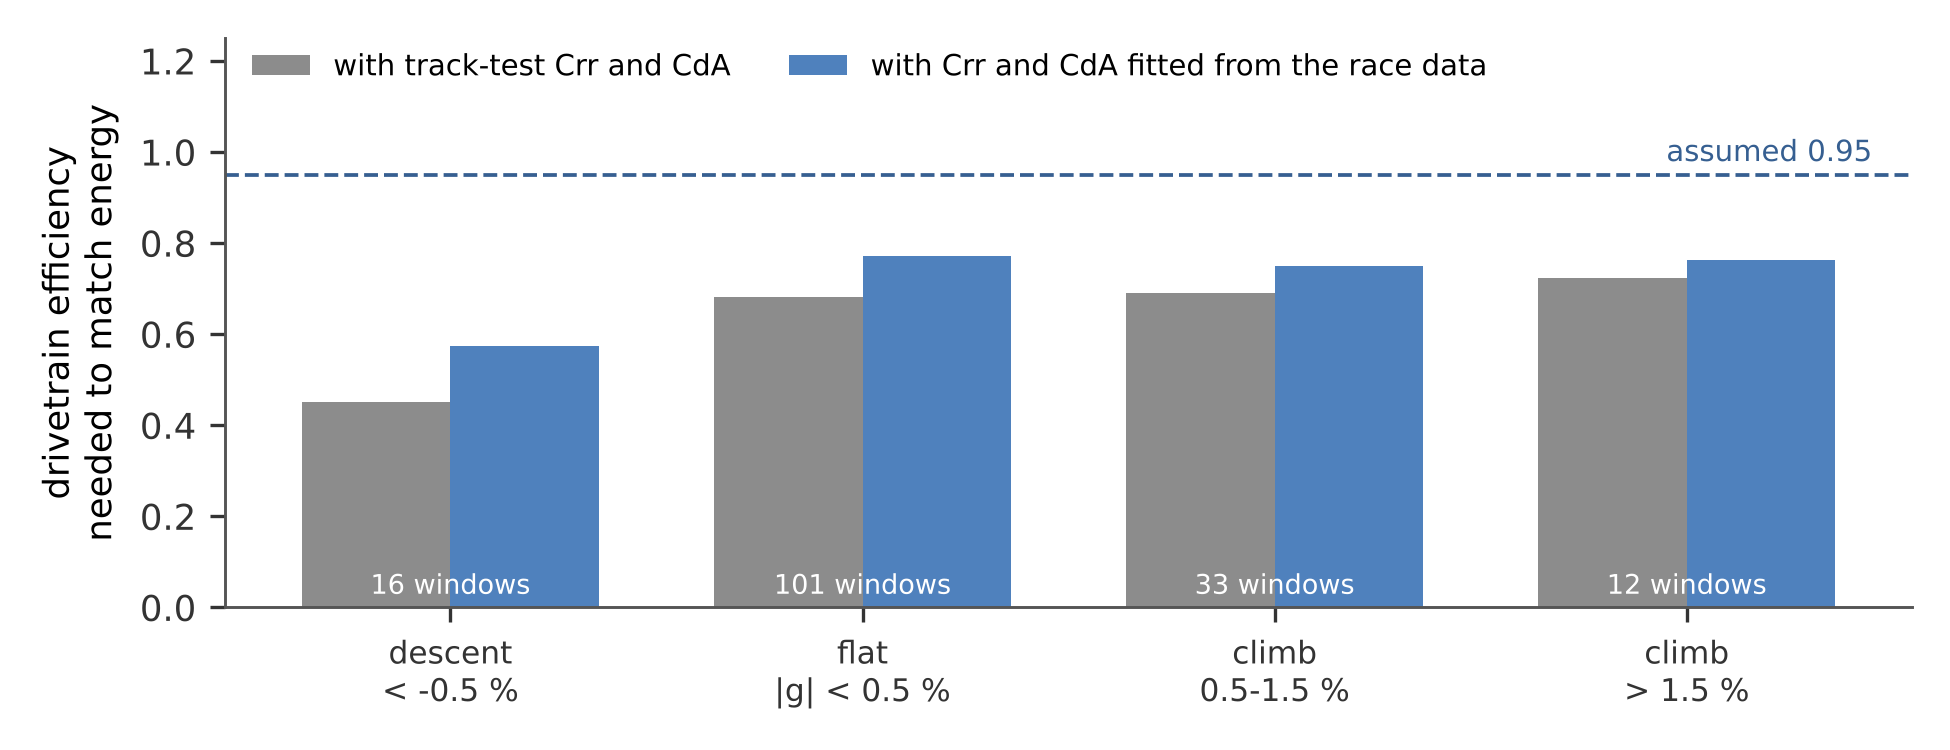 with track-test Crr and CdA
with Crr and CdA fitted from the race data
drivetrain efficiency
needed to match energy
1.2
1.0
0.8
0.6
0.4
0.2
0.0
assumed 0.95
16 windows
101 windows
33 windows
12 windows
descent
< -0.5 %
flat
|g| < 0.5 %
climb
0.5-1.5 %
climb
> 1.5 %